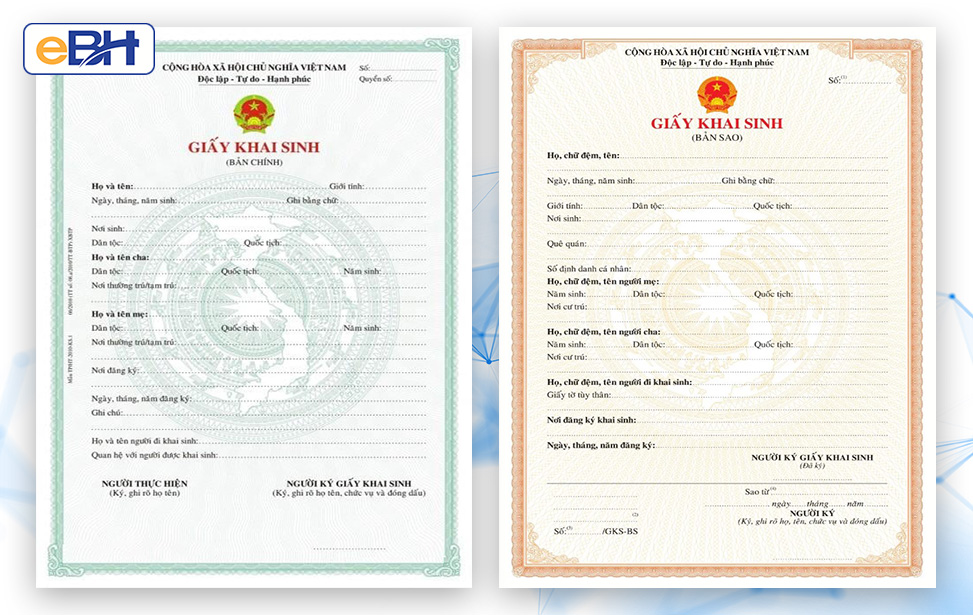 eBH
CỘNG HÒA XÃ HỘI CHỦ NGHĨA VIỆT NAM
Độc lập - Tự do - Hạnh phúc
Số:
Quyển số:
GIẤY KHAI SINH
(BẢN CHÍNH)
Họ và tên: Giới tính:
Ngày, tháng, năm sinh: Ghi bằng chữ:
Nơi sinh:
Dân tộc: Quốc tịch:
Họ và tên cha:
Dân tộc: Quốc tịch: Năm sinh:
Nơi thường trú/tạm trú:
Họ và tên mẹ:
Dân tộc: Quốc tịch: Năm sinh:
Nơi thường trú/tạm trú:
Nơi đăng ký:
Ngày, tháng, năm đăng ký:
Ghi chú:
Họ và tên người đi khai sinh:
Quan hệ với người được khai sinh:
NGƯỜI THỰC HIỆN
(Ký, ghi rõ họ tên)
NGƯỜI KÝ GIẤY KHAI SINH
(Ký, ghi rõ họ tên, chức vụ và đóng dấu)
CỘNG HÒA XÃ HỘI CHỦ NGHĨA VIỆT NAM
Độc lập - Tự do - Hạnh phúc
Số:(1)
GIẤY KHAI SINH
(BẢN SAO)
Họ, chữ đệm, tên:
Ngày, tháng, năm sinh: Ghi bằng chữ:
Giới tính: Dân tộc: Quốc tịch:
Nơi sinh:
Quê quán:
Số định danh cá nhân:
Họ, chữ đệm, tên người mẹ:
Năm sinh: Dân tộc: Quốc tịch:
Nơi cư trú:
Họ, chữ đệm, tên người cha:
Năm sinh: Dân tộc: Quốc tịch:
Nơi cư trú:
Họ, chữ đệm, tên người đi khai sinh:
Giấy tờ tùy thân:
Nơi đăng ký khai sinh:
Ngày, tháng, năm đăng ký:
NGƯỜI KÝ GIẤY KHAI SINH
(Đã ký)
Sao từ(4)
ngày tháng năm
(2)
NGƯỜI KÝ
(Ký, ghi rõ họ, tên, chức vụ và đóng dấu)
Số:(3) /GKS-BS